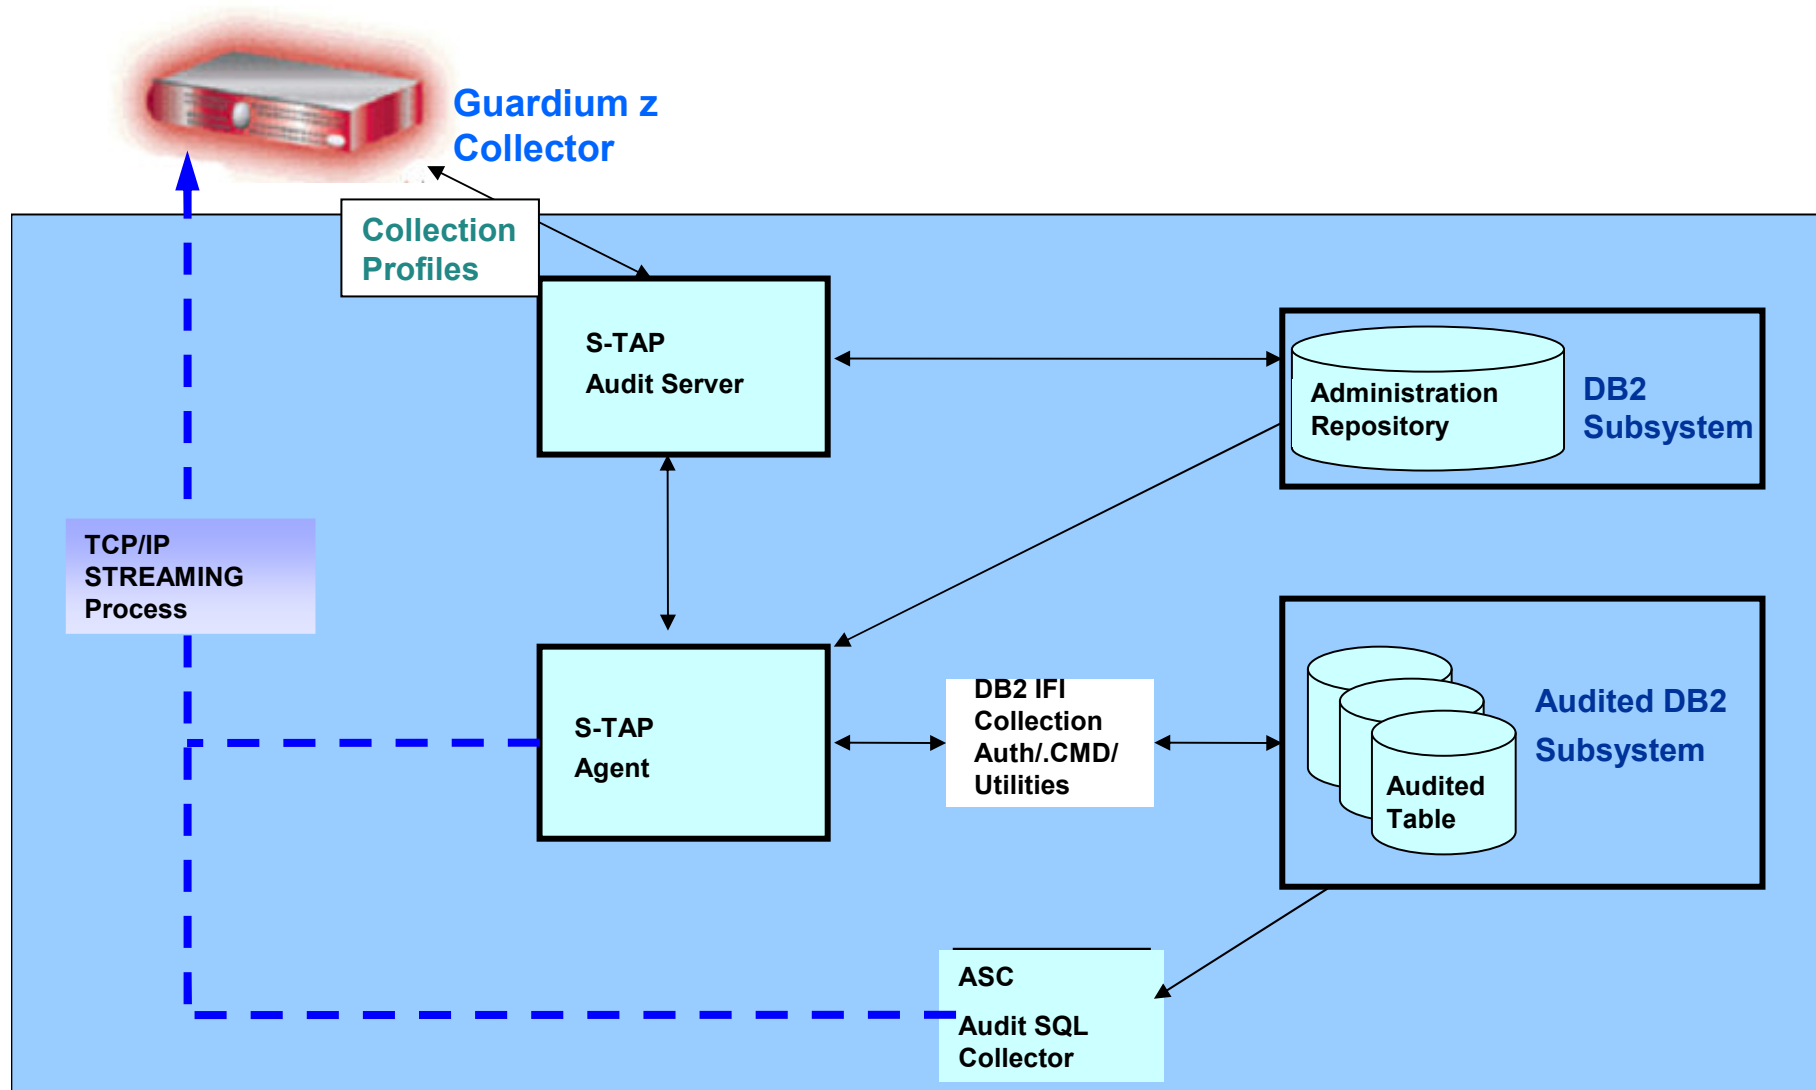 Guardium z
Collector
Collection
Profiles
S-TAP
Audit Server
Administration
Repository
DB2
Subsystem
TCP/IP
STREAMING
Process
S-TAP
Agent
DB2 IFI
Collection
Auth/.CMD/
Utilities
Audited DB2
Subsystem
Audited
Table
ASC
Audit SQL
Collector